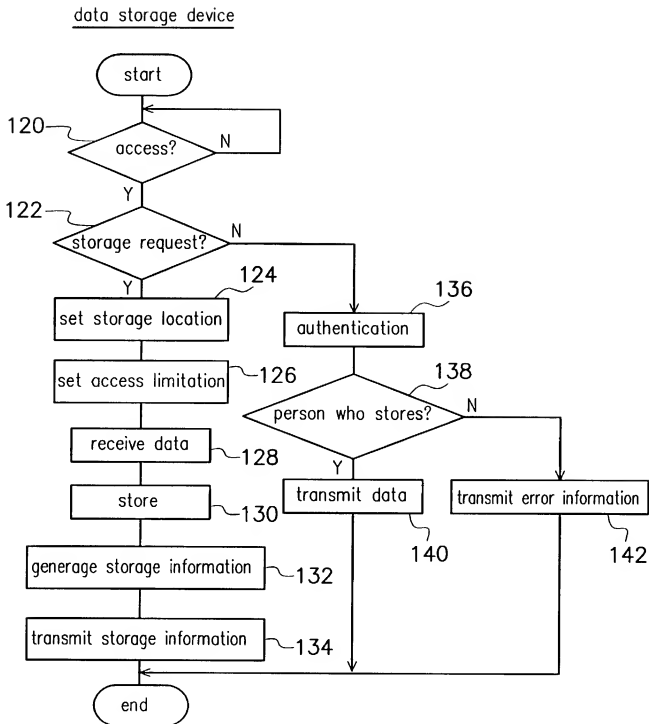 data storage device
start
120
access?
N
Y
122
storage request?
N
Y
124
set storage location
136
authentication
set access limitation
126
138
person who stores?
N
Y
receive data
128
store
130
transmit data
140
transmit error information
142
generage storage information
132
transmit storage information
134
end